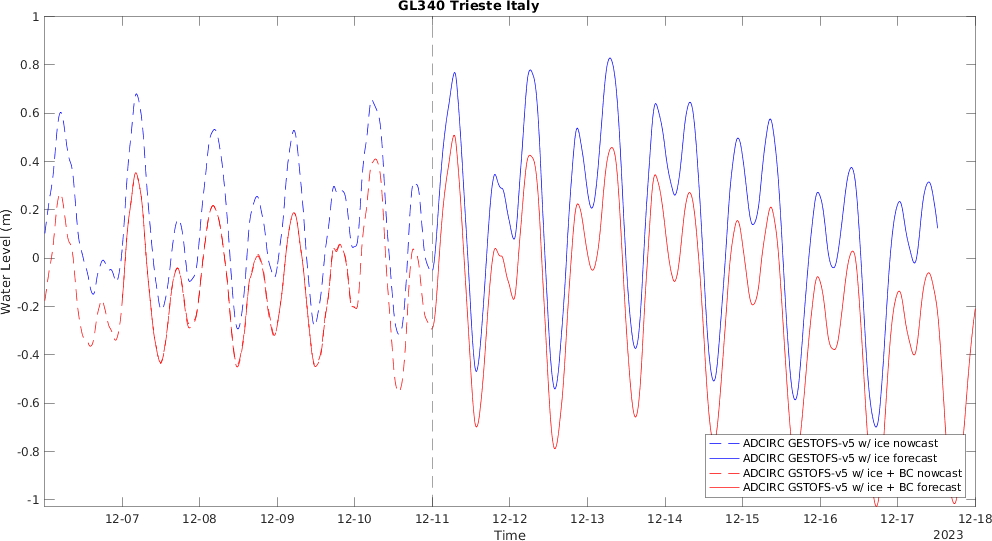 GL340 Trieste Italy
Water Level (m)
1
0.8
0.6
0.4
0.2
0
-0.2
-0.4
-0.6
-0.8
-1
ADCIRC GESTOFS-v5 w/ ice nowcast
ADCIRC GESTOFS-v5 w/ ice forecast
ADCIRC GSTOFS-v5 w/ ice + BC nowcast
ADCIRC GSTOFS-v5 w/ ice + BC forecast
12-07 12-08 12-09 12-10 12-11 12-12 12-13 12-14 12-15 12-16 12-17 12-18
Time
2023